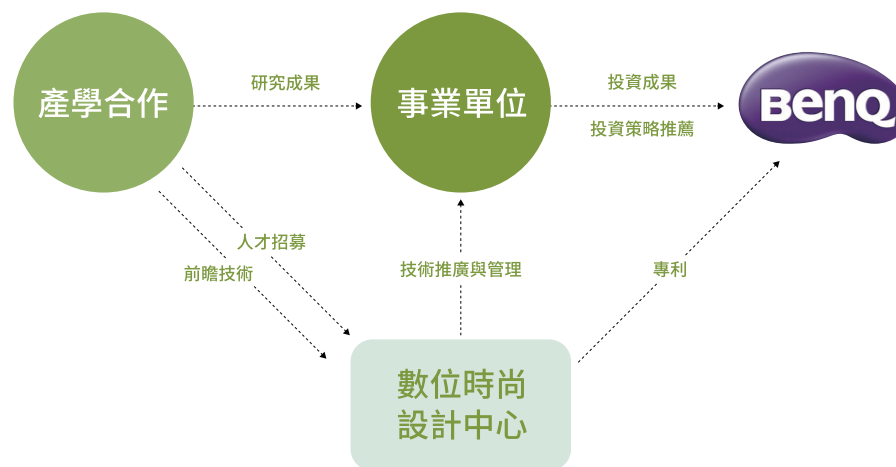 產學合作
研究成果
事業單位
投資成果
投資策略推薦
BenQ
人才招募
前瞻技術
技術推廣與管理
專利
數位時尚
設計中心